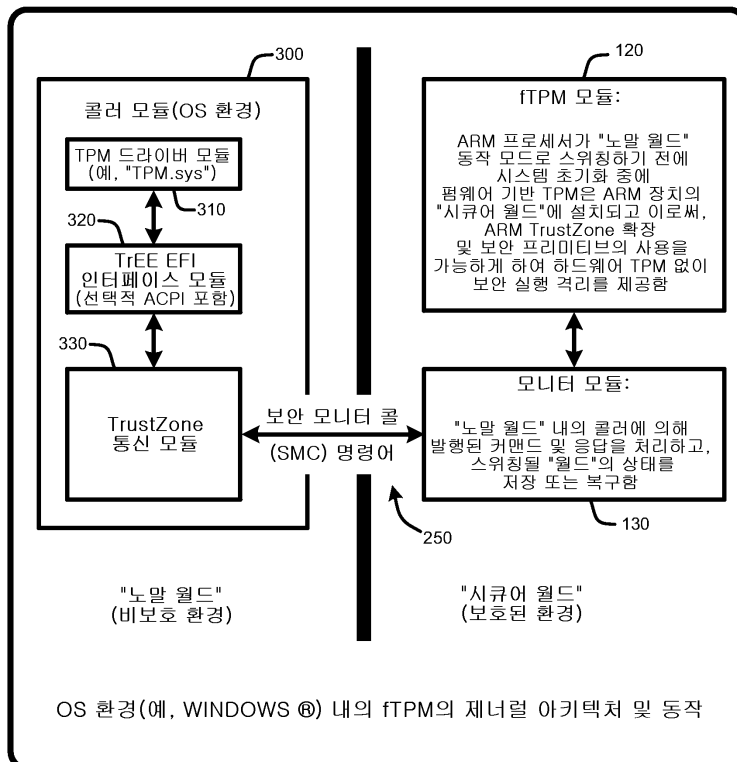 300
콜러 모듈(OS 환경)
TPM 드라이버 모듈
(예, "TPM.sys")
310
320
TrEE EFI
인터페이스 모듈
(선택적 ACPI 포함)
330
TrustZone
통신 모듈
보안 모니터 콜
(SMC) 명령어
250
120
fTPM 모듈:
ARM 프로세서가 "노말 월드"
동작 모드로 스위칭하기 전에
시스템 초기화 중에
펌웨어 기반 TPM은 ARM 장치의
"시큐어 월드"에 설치되고 이로써,
ARM TrustZone 확장
및 보안 프리미티브의 사용을
가능하게 하여 하드웨어 TPM 없이
보안 실행 격리를 제공함
모니터 모듈:
"노말 월드" 내의 콜러에 의해
발행된 커맨드 및 응답을 처리하고,
스위칭될 "월드"의 상태를
저장 또는 복구함
130
"노말 월드"
(비보호 환경)
"시큐어 월드"
(보호된 환경)
OS 환경(예, WINDOWS ®) 내의 fTPM의 제너럴 아키텍처 및 동작